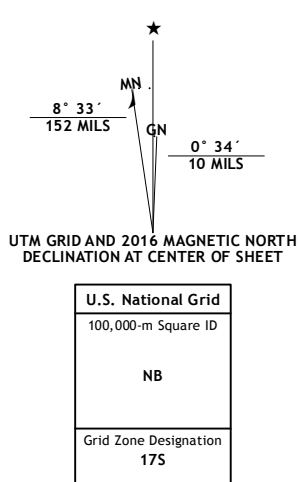 ★
MN
8° 33´
152 MILS
GN
0° 34´
10 MILS
UTM GRID AND 2016 MAGNETIC NORTH
DECLINATION AT CENTER OF SHEET
U.S. National Grid
100,000-m Square ID
NB
Grid Zone Designation
17S